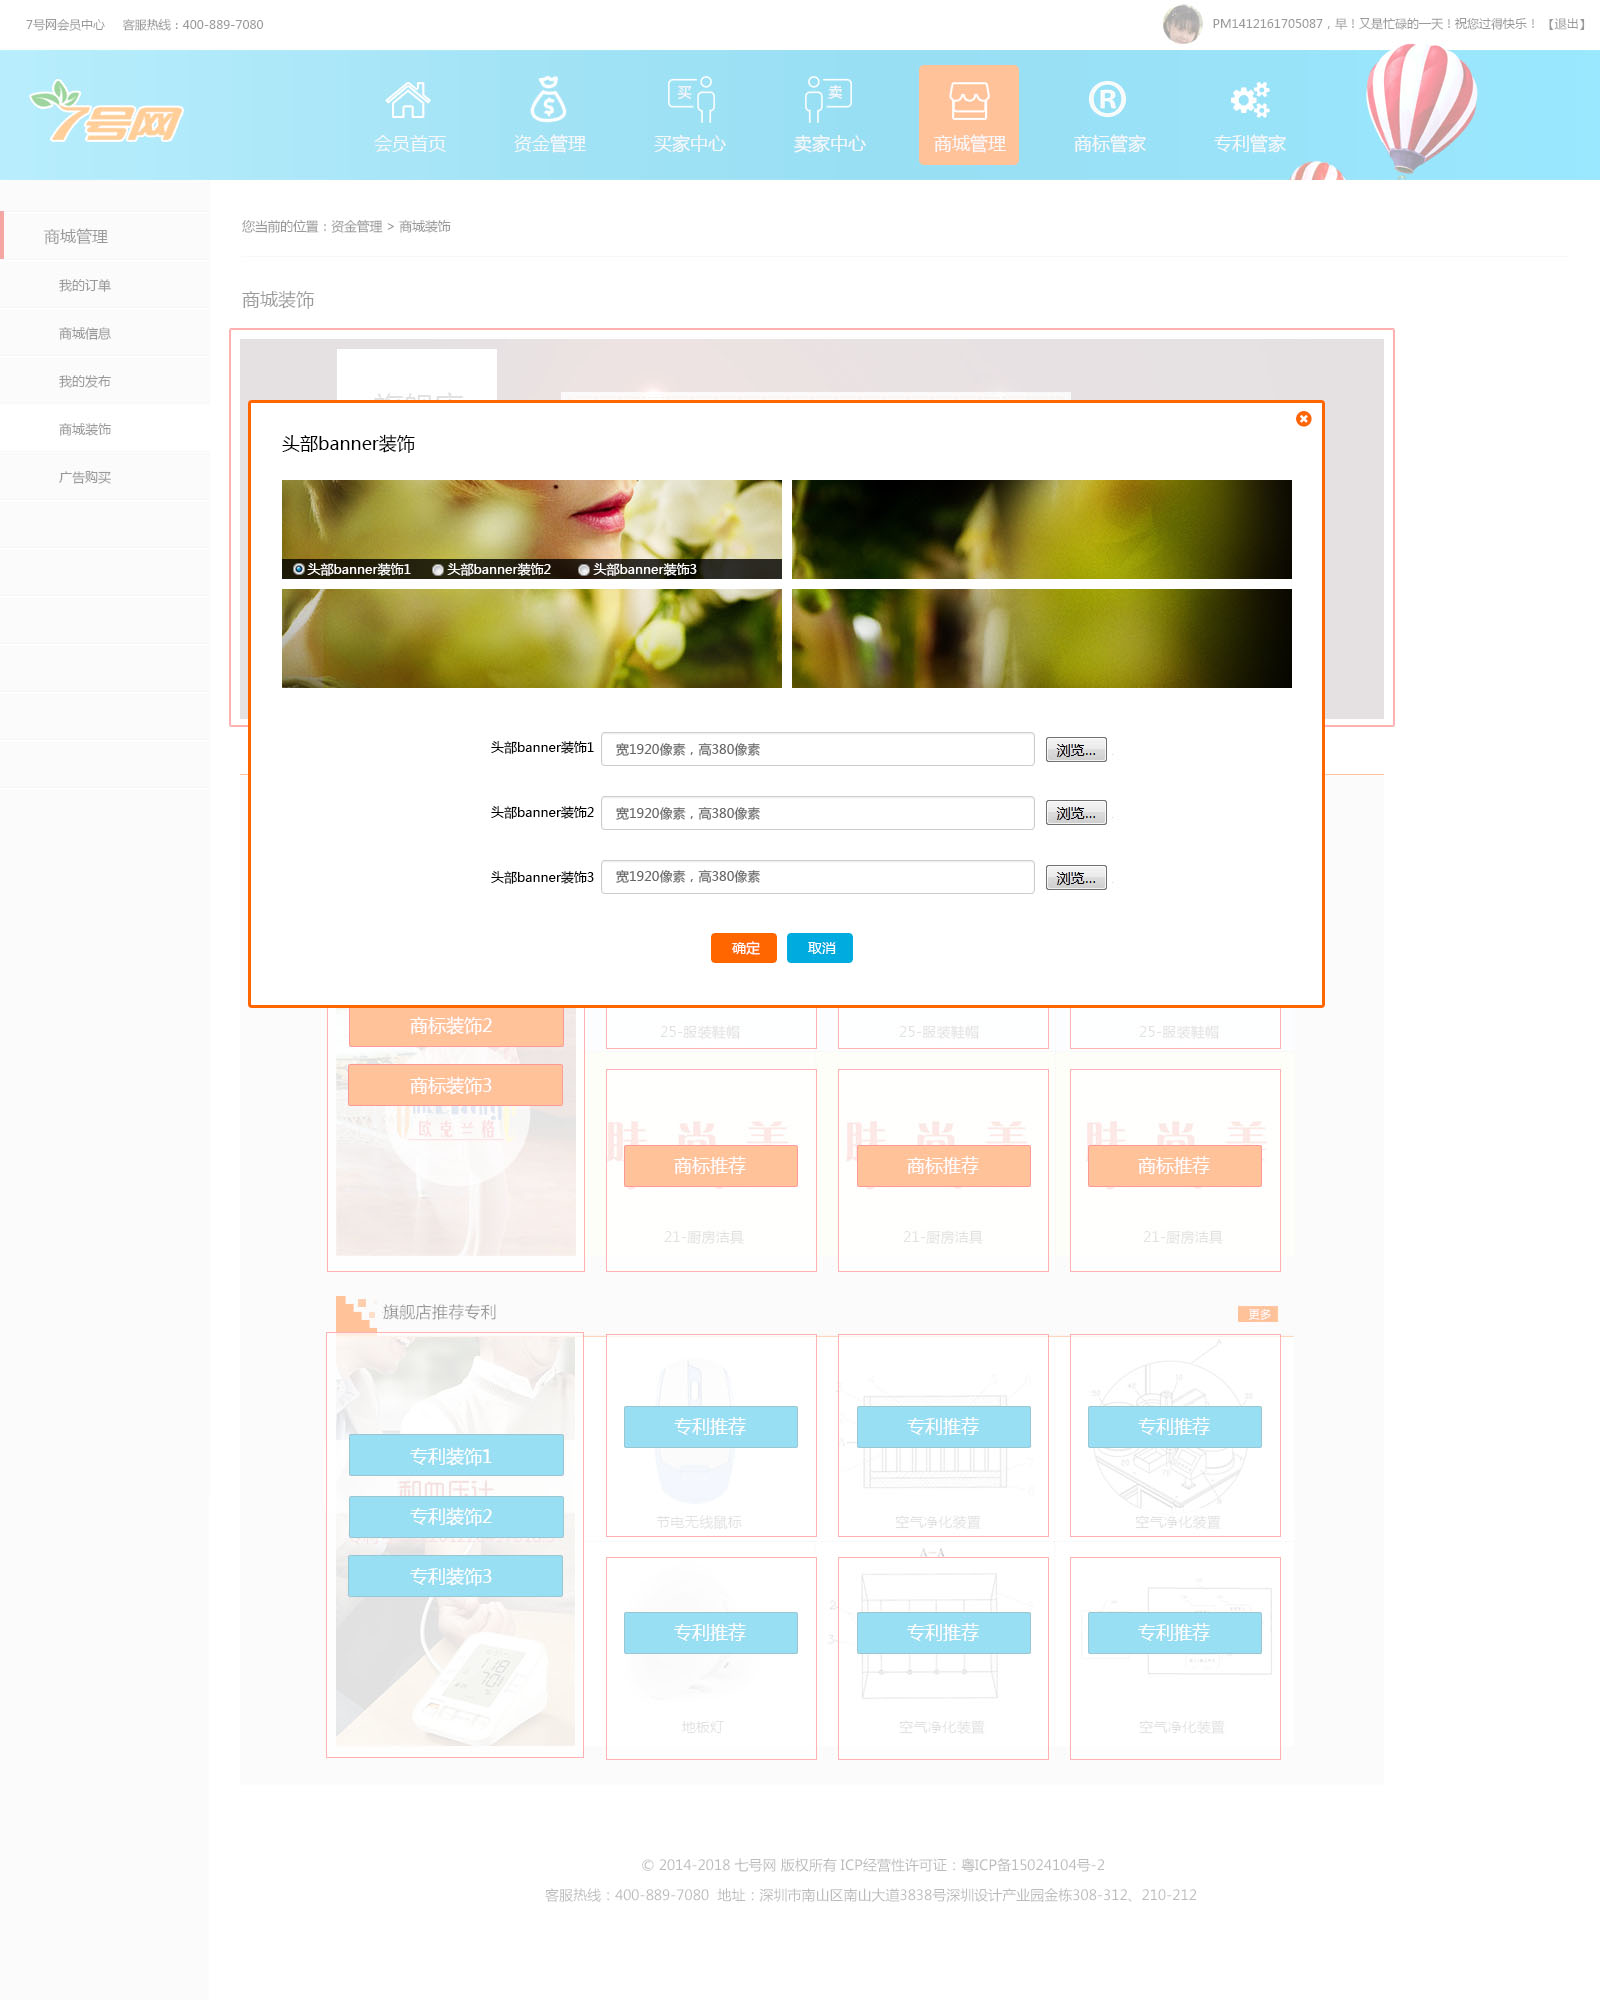 7号网会员中心 客服热线：400-889-7080
PM1412161705087，早！又是忙碌的一天！祝您过得快乐！【退出】
7号网
买
卖
会员首页 资金管理 买家中心 卖家中心 商城管理 商标管家 专利管家
商城管理
我的订单
商城信息
我的发布
商城装饰
广告购买
您当前的位置：资金管理 > 商城装饰
商城装饰
头部banner装饰
头部banner装饰1 头部banner装饰2 头部banner装饰3
头部banner装饰1 宽1920像素，高380像素 浏览...
头部banner装饰2 宽1920像素，高380像素 浏览...
头部banner装饰3 宽1920像素，高380像素 浏览...
确定 取消
商标装饰2
25-服装鞋帽 25-服装鞋帽 25-服装鞋帽
商标装饰3
欧克兰格
肤尚美 肤尚美 肤尚美
商标推荐 商标推荐 商标推荐
21-厨房洁具 21-厨房洁具 21-厨房洁具
旗舰店推荐专利
更多
专利推荐 专利推荐 专利推荐
专利装饰1
专利装饰2
节电无线鼠标 空气净化装置 空气净化装置
A-A
专利装饰3
专利推荐 专利推荐 专利推荐
地板灯 空气净化装置 空气净化装置
© 2014-2018 七号网 版权所有 ICP经营性许可证：粤ICP备15024104号-2
客服热线：400-889-7080 地址：深圳市南山区南山大道3838号深圳设计产业园金栋308-312、210-212